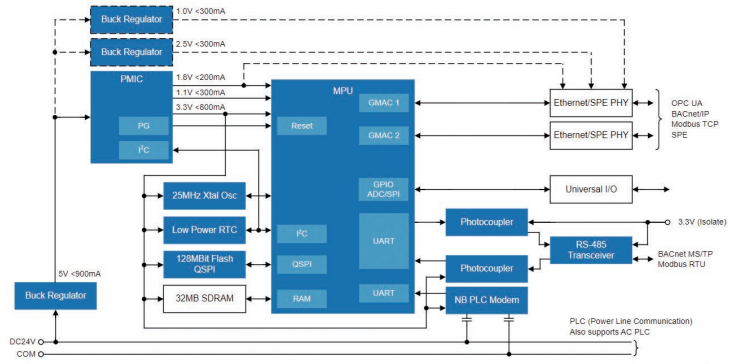 Buck Regulator
1.0V <300mA
Buck Regulator
2.5V <300mA
PMIC
1.8V <200mA
1.1V <300mA
3.3V <800mA
PG
I²C
MPU
Reset
GMAC 1
GMAC 2
GPIO
ADC/SPI
UART
UART
I²C
QSPI
RAM
Ethernet/SPE PHY
Ethernet/SPE PHY
OPC UA
BACnet/IP
Modbus TCP
SPE
Universal I/O
25MHz Xtal Osc
Low Power RTC
128MBit Flash
QSPI
32MB SDRAM
Photocoupler
3.3V (Isolate)
RS-485
Transceiver
Photocoupler
BACnet MS/TP
Modbus RTU
NB PLC Modem
5V <900mA
Buck Regulator
PLC (Power Line Communication)
Also supports AC PLC
DC24V
COM